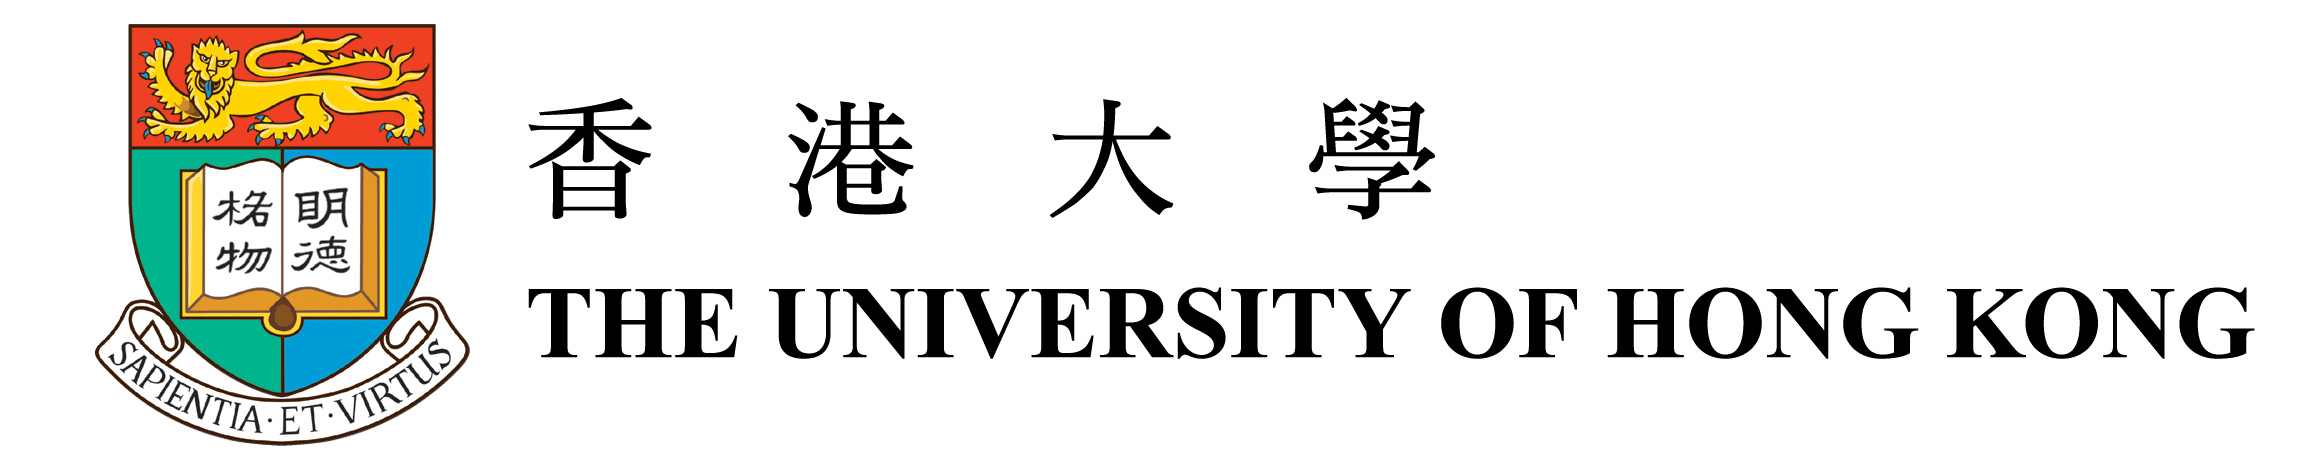 明德
格物
SAPIENTIA·ET·VIRTUS
香港大學
THE UNIVERSITY OF HONG KONG